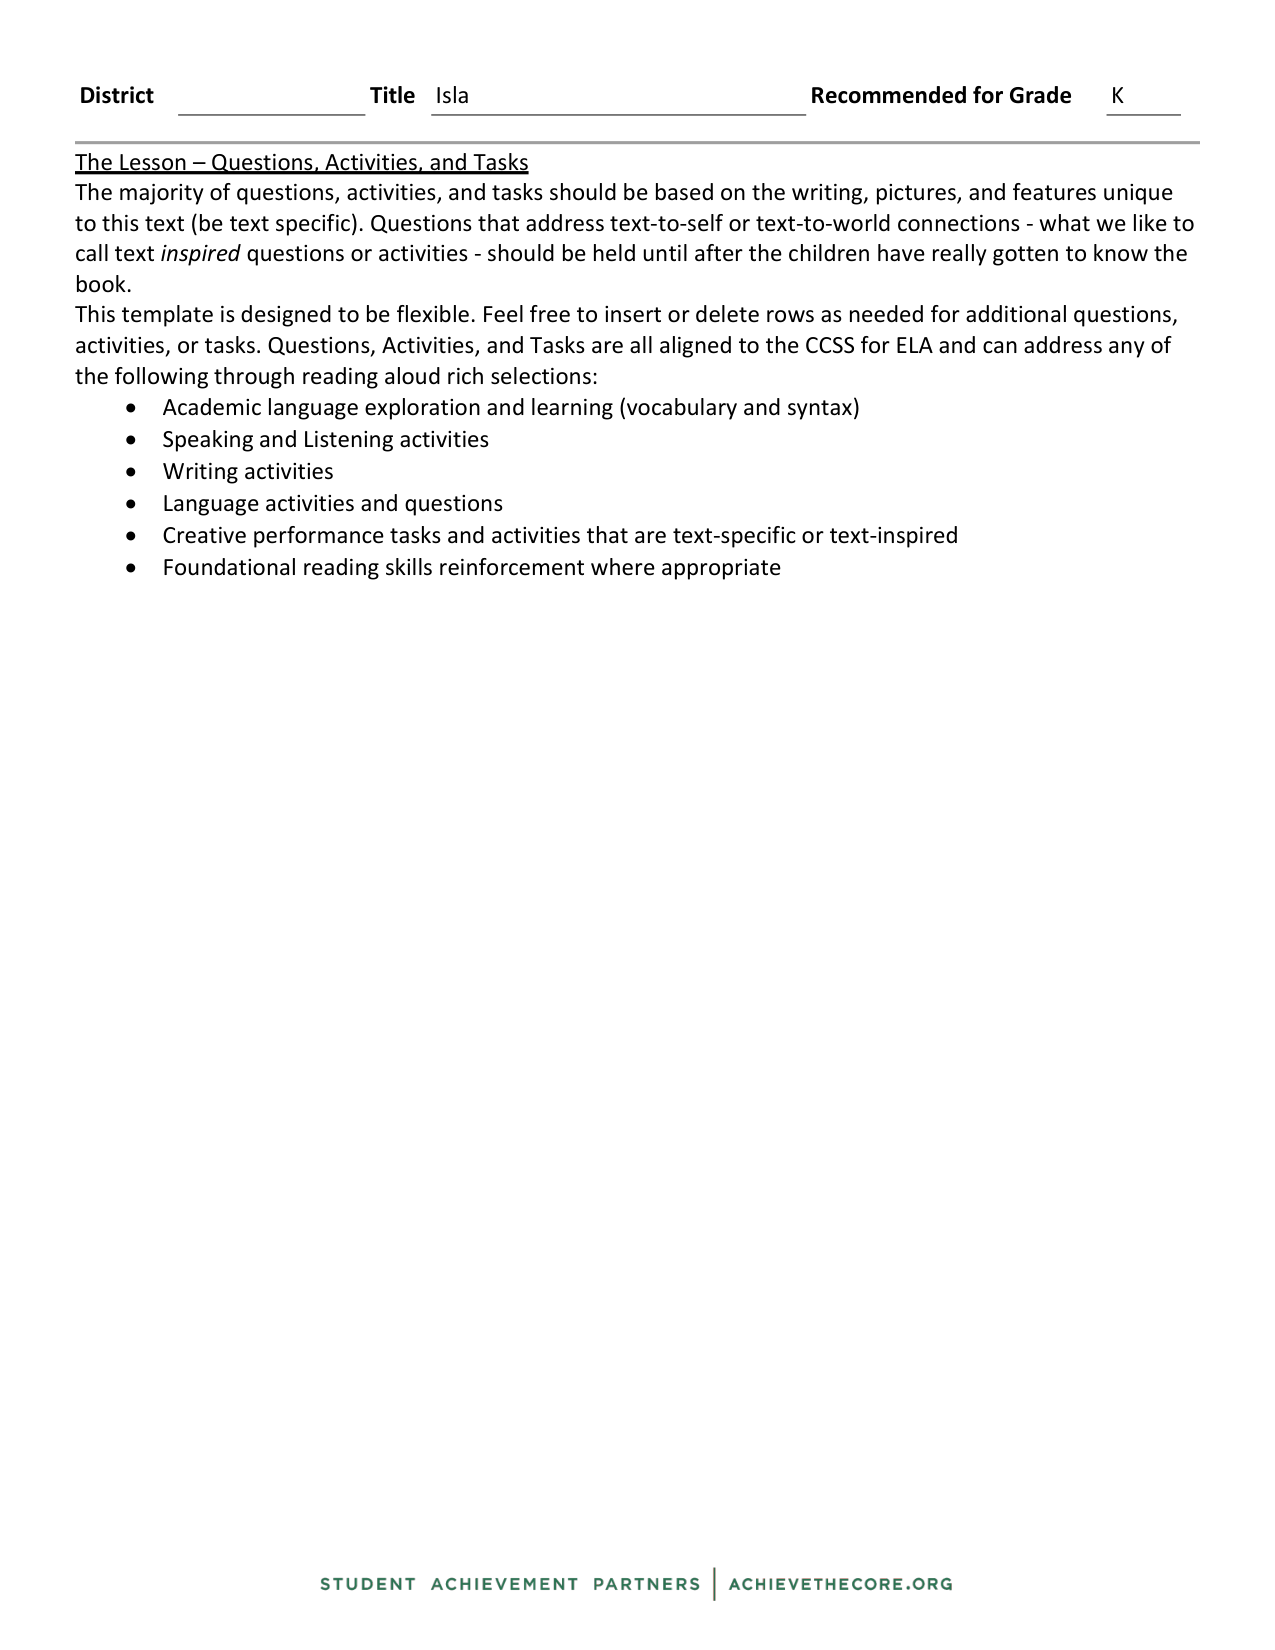 District Title Isla Recommended for Grade K
The Lesson – Questions, Activities, and Tasks
The majority of questions, activities, and tasks should be based on the writing, pictures, and features unique
to this text (be text specific). Questions that address text-to-self or text-to-world connections - what we like to
call text inspired questions or activities - should be held until after the children have really gotten to know the
book.
This template is designed to be flexible. Feel free to insert or delete rows as needed for additional questions,
activities, or tasks. Questions, Activities, and Tasks are all aligned to the CCSS for ELA and can address any of
the following through reading aloud rich selections:
• Academic language exploration and learning (vocabulary and syntax)
• Speaking and Listening activities
• Writing activities
• Language activities and questions
• Creative performance tasks and activities that are text-specific or text-inspired
• Foundational reading skills reinforcement where appropriate
STUDENT ACHIEVEMENT PARTNERS | ACHIEVETHECORE.ORG